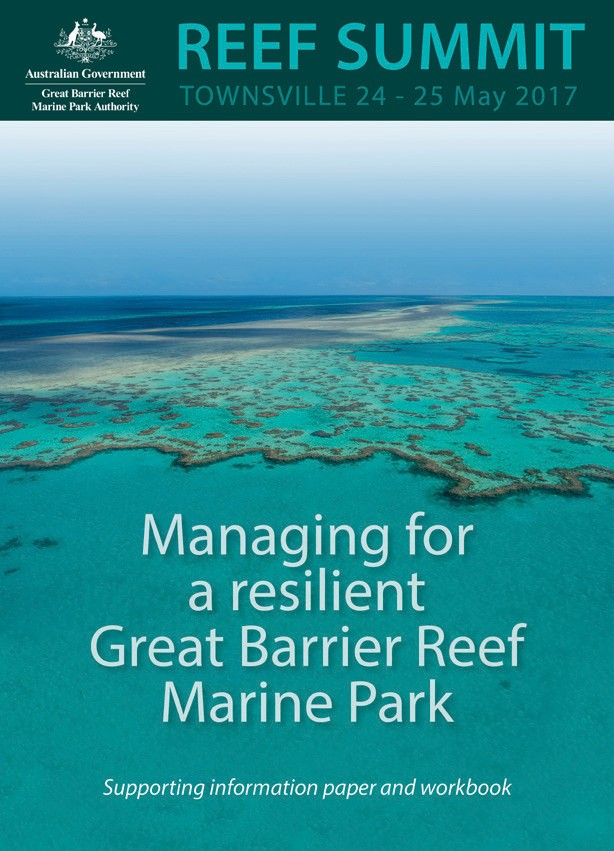 Australian Government
Great Barrier Reef
Marine Park Authority
REEF SUMMIT
TOWNSVILLE 24 - 25 May 2017
Managing for
a resilient
Great Barrier Reef
Marine Park
Supporting information paper and workbook